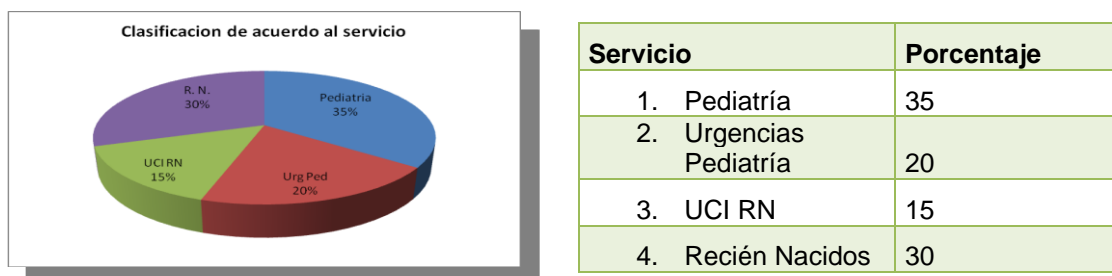 Clasificacion de acuerdo al servicio
R. N.
30%
Pediatria
35%
UCI RN
15%
Urg Ped
20%
Servicio Porcentaje
1. Pediatría 35
2. Urgencias
Pediatría 20
3. UCI RN 15
4. Recién Nacidos 30